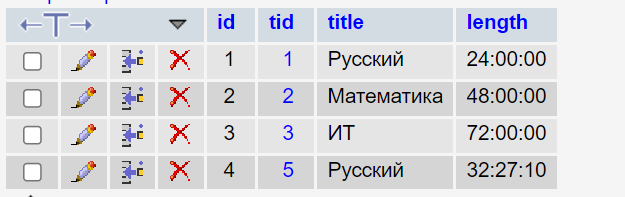 id tid title length
1 1 Русский 24:00:00
2 2 Математика 48:00:00
3 3 ИТ 72:00:00
4 5 Русский 32:27:10